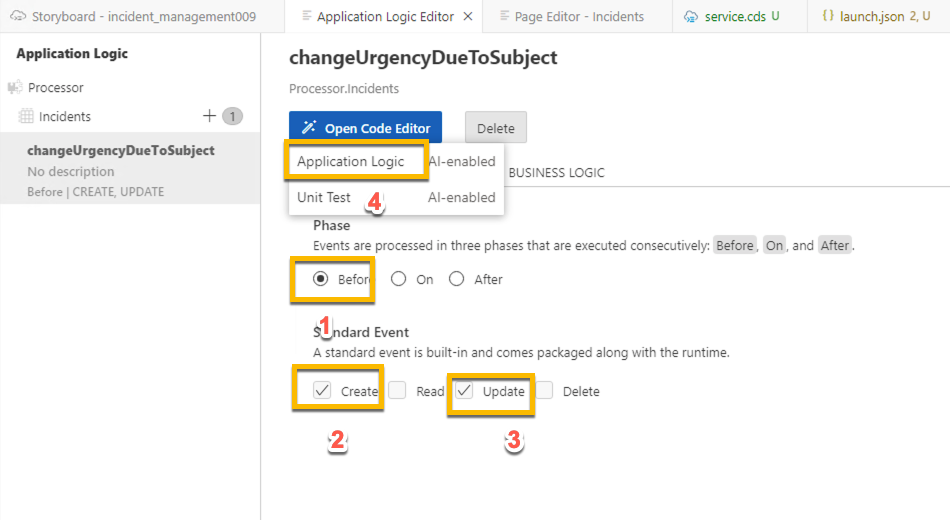 Storyboard - incident_management009
Application Logic Editor
Page Editor - Incidents
service.cds U
{} launch.json 2, U
Application Logic
Processor
Incidents
1
changeUrgencyDueToSubject
No description
Before | CREATE, UPDATE
changeUrgencyDueToSubject
Processor.Incidents
Open Code Editor
Delete
Application Logic AI-enabled
BUSINESS LOGIC
Unit Test AI-enabled
4
Phase
Events are processed in three phases that are executed consecutively: Before, On, and After.
Before On After
1
Standard Event
A standard event is built-in and comes packaged along with the runtime.
Create Read Update Delete
2 3